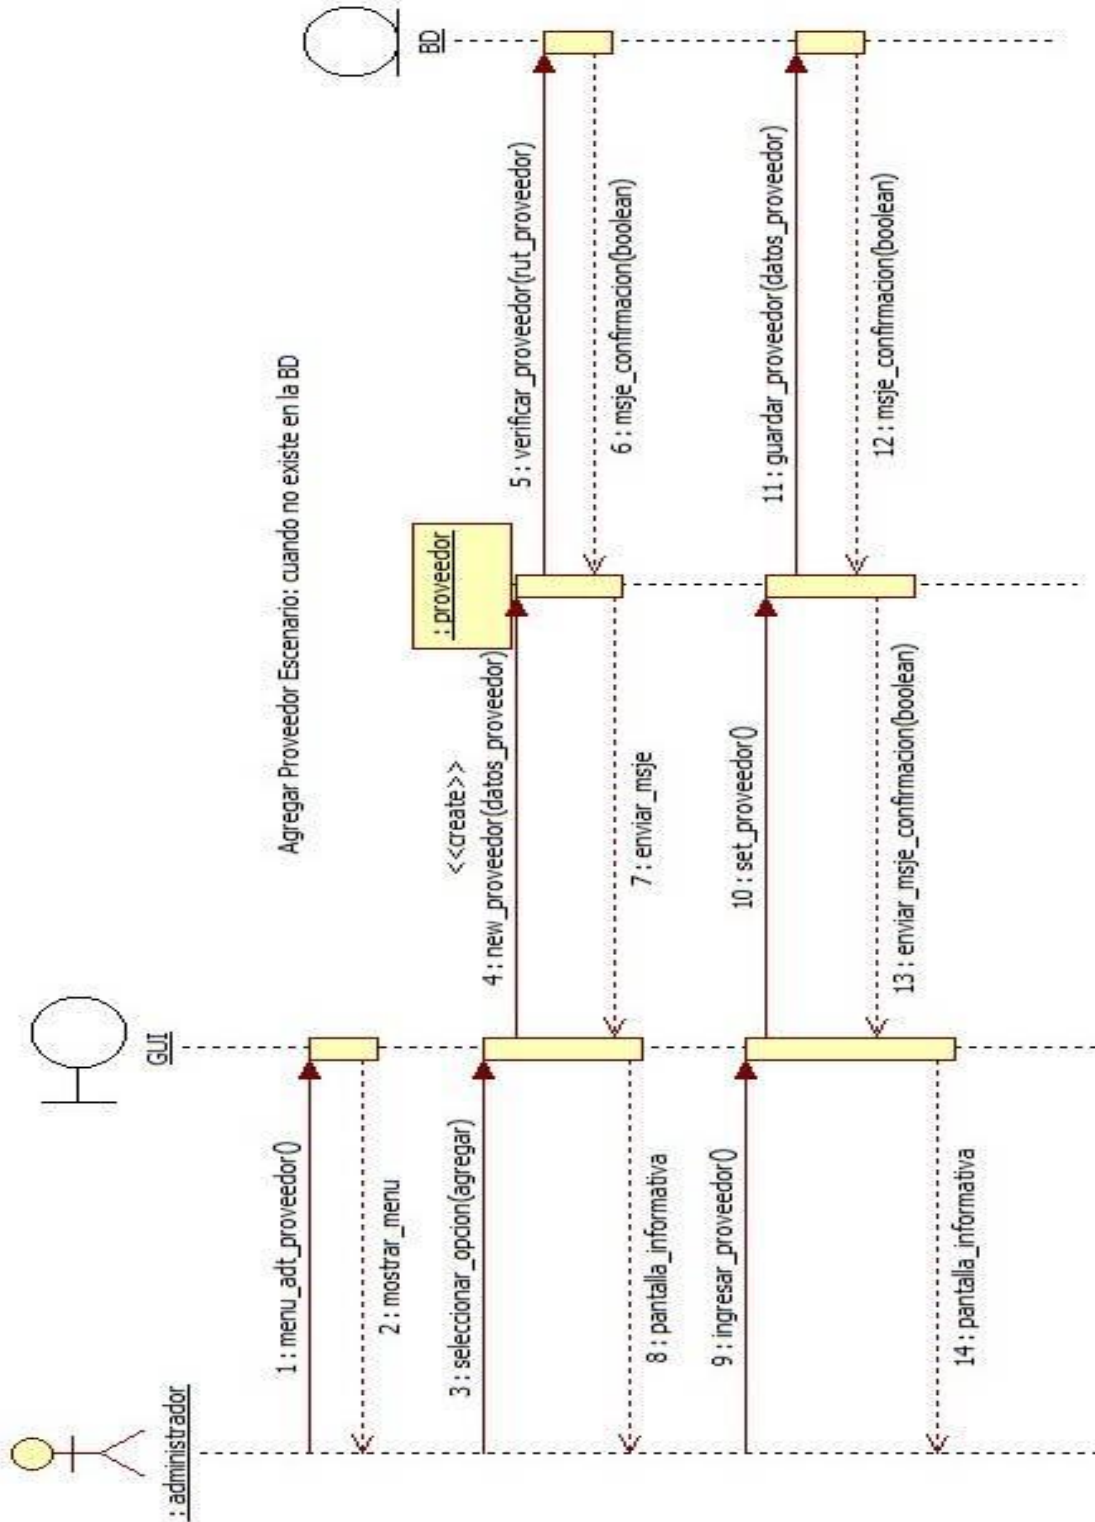 Agregar Proveedor Escenario: cuando no existe en la BD
: administrador
GUI
: proveedor
BD
1 : menu_adt_proveedor()
2 : mostrar_menu
3 : seleccionar_opcion(agregar)
<<create>>
4 : new_proveedor(datos_proveedor)
5 : verificar_proveedor(rut_proveedor)
6 : msje_confirmacion(boolean)
7 : enviar_msje
8 : pantalla_informativa
9 : ingresar_proveedor()
10 : set_proveedor()
11 : guardar_proveedor(datos_proveedor)
12 : msje_confirmacion(boolean)
13 : enviar_msje_confirmacion(boolean)
14 : pantalla_informativa